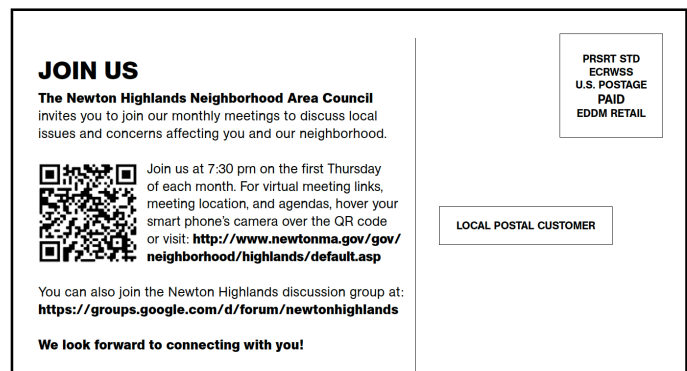 JOIN US
The Newton Highlands Neighborhood Area Council
invites you to join our monthly meetings to discuss local
issues and concerns affecting you and our neighborhood.
Join us at 7:30 pm on the first Thursday
of each month. For virtual meeting links,
meeting location, and agendas, hover your
smart phone's camera over the QR code
or visit: http://www.newtonma.gov/gov/
neighborhood/highlands/default.asp
You can also join the Newton Highlands discussion group at:
https://groups.google.com/d/forum/newtonhighlands
We look forward to connecting with you!
PRSRT STD
ECRWSS
U.S. POSTAGE
PAID
EDDM RETAIL
LOCAL POSTAL CUSTOMER